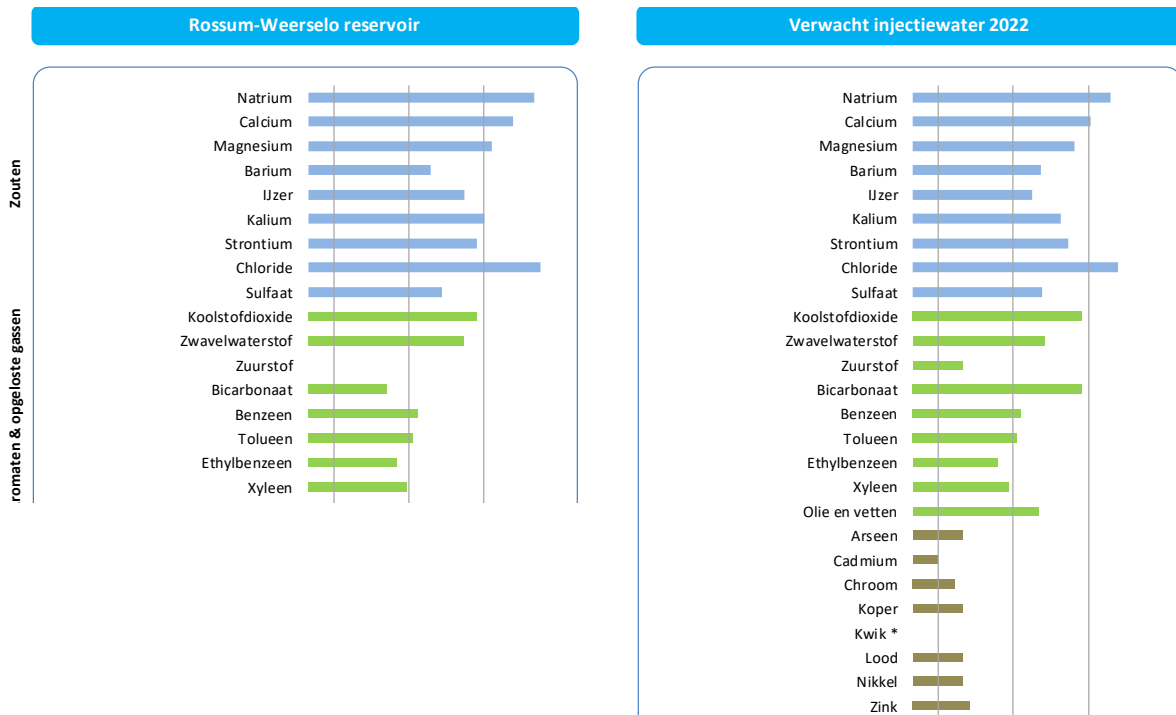 Rossum-Weerselo reservoir
Zouten
romaten & opgeloste gassen
Natrium
Calcium
Magnesium
Barium
IJzer
Kalium
Strontium
Chloride
Sulfaat
Koolstofdioxide
Zwavelwaterstof
Zuurstof
Bicarbonaat
Benzeen
Tolueen
Ethylbenzeen
Xyleen
Verwacht injectiewater 2022
Natrium
Calcium
Magnesium
Barium
IJzer
Kalium
Strontium
Chloride
Sulfaat
Koolstofdioxide
Zwavelwaterstof
Zuurstof
Bicarbonaat
Benzeen
Tolueen
Ethylbenzeen
Xyleen
Olie en vetten
Arseen
Cadmium
Chroom
Koper
Kwik *
Lood
Nikkel
Zink